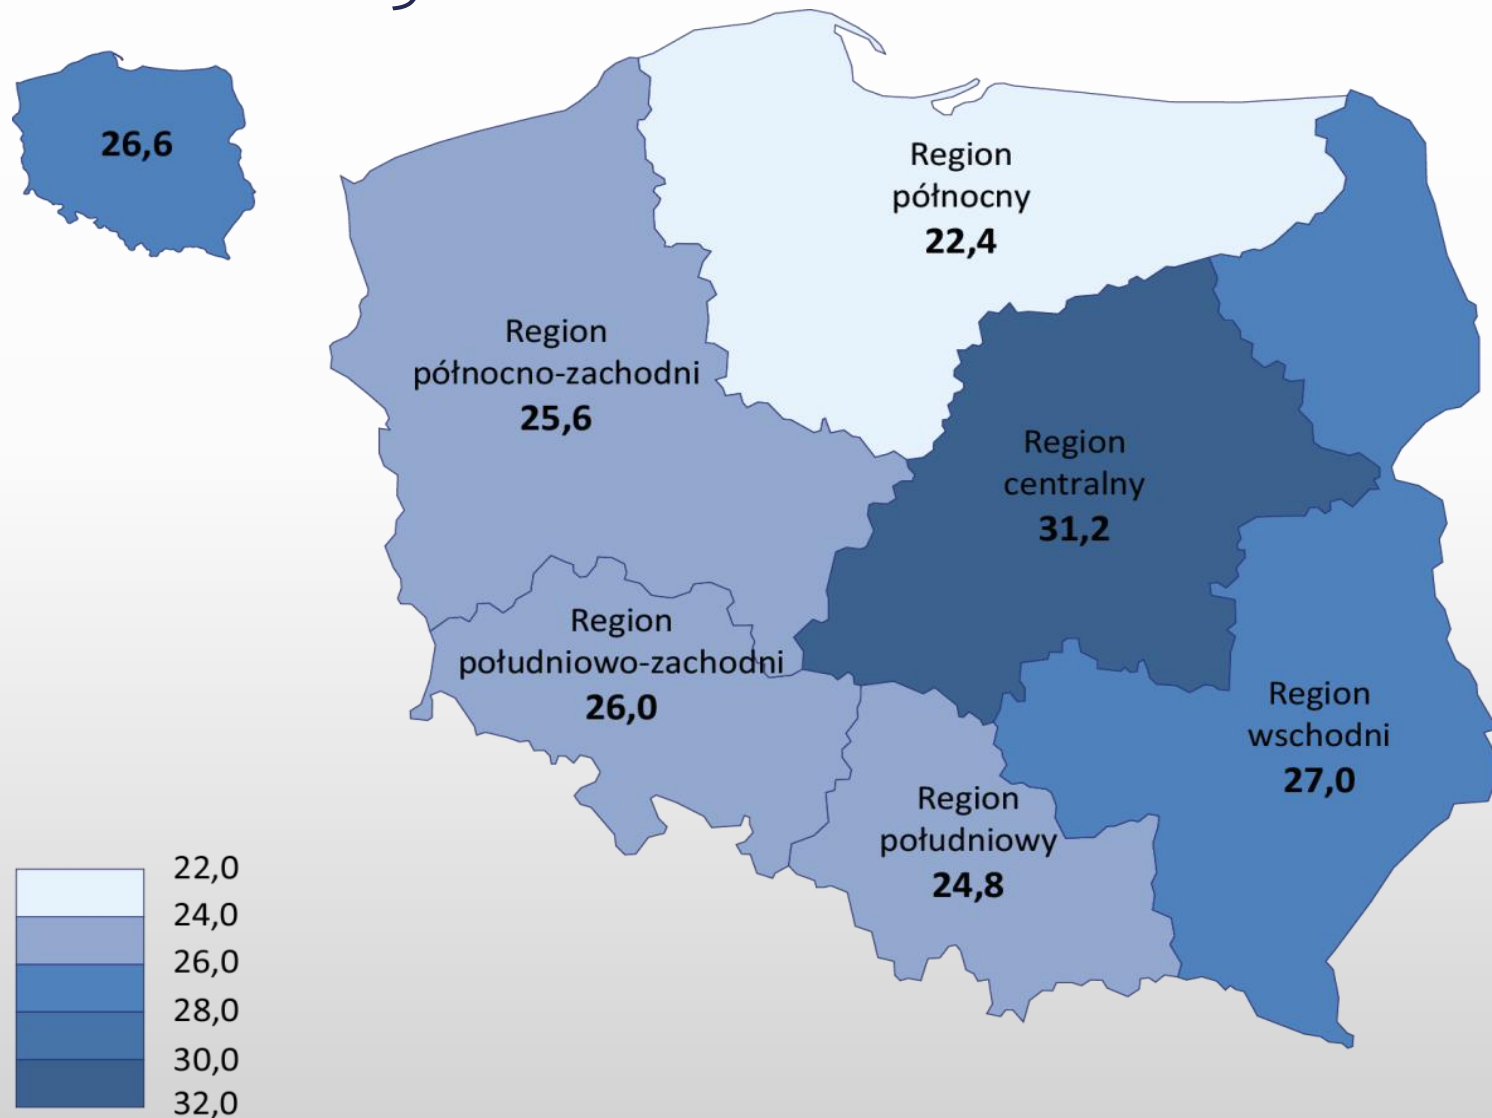 26,6
Region
północny
22,4
Region
północno-zachodni
25,6
Region
centralny
31,2
Region
południowo-zachodni
26,0
Region
wschodni
27,0
Region
południowy
24,8
22,0
24,0
26,0
28,0
30,0
32,0